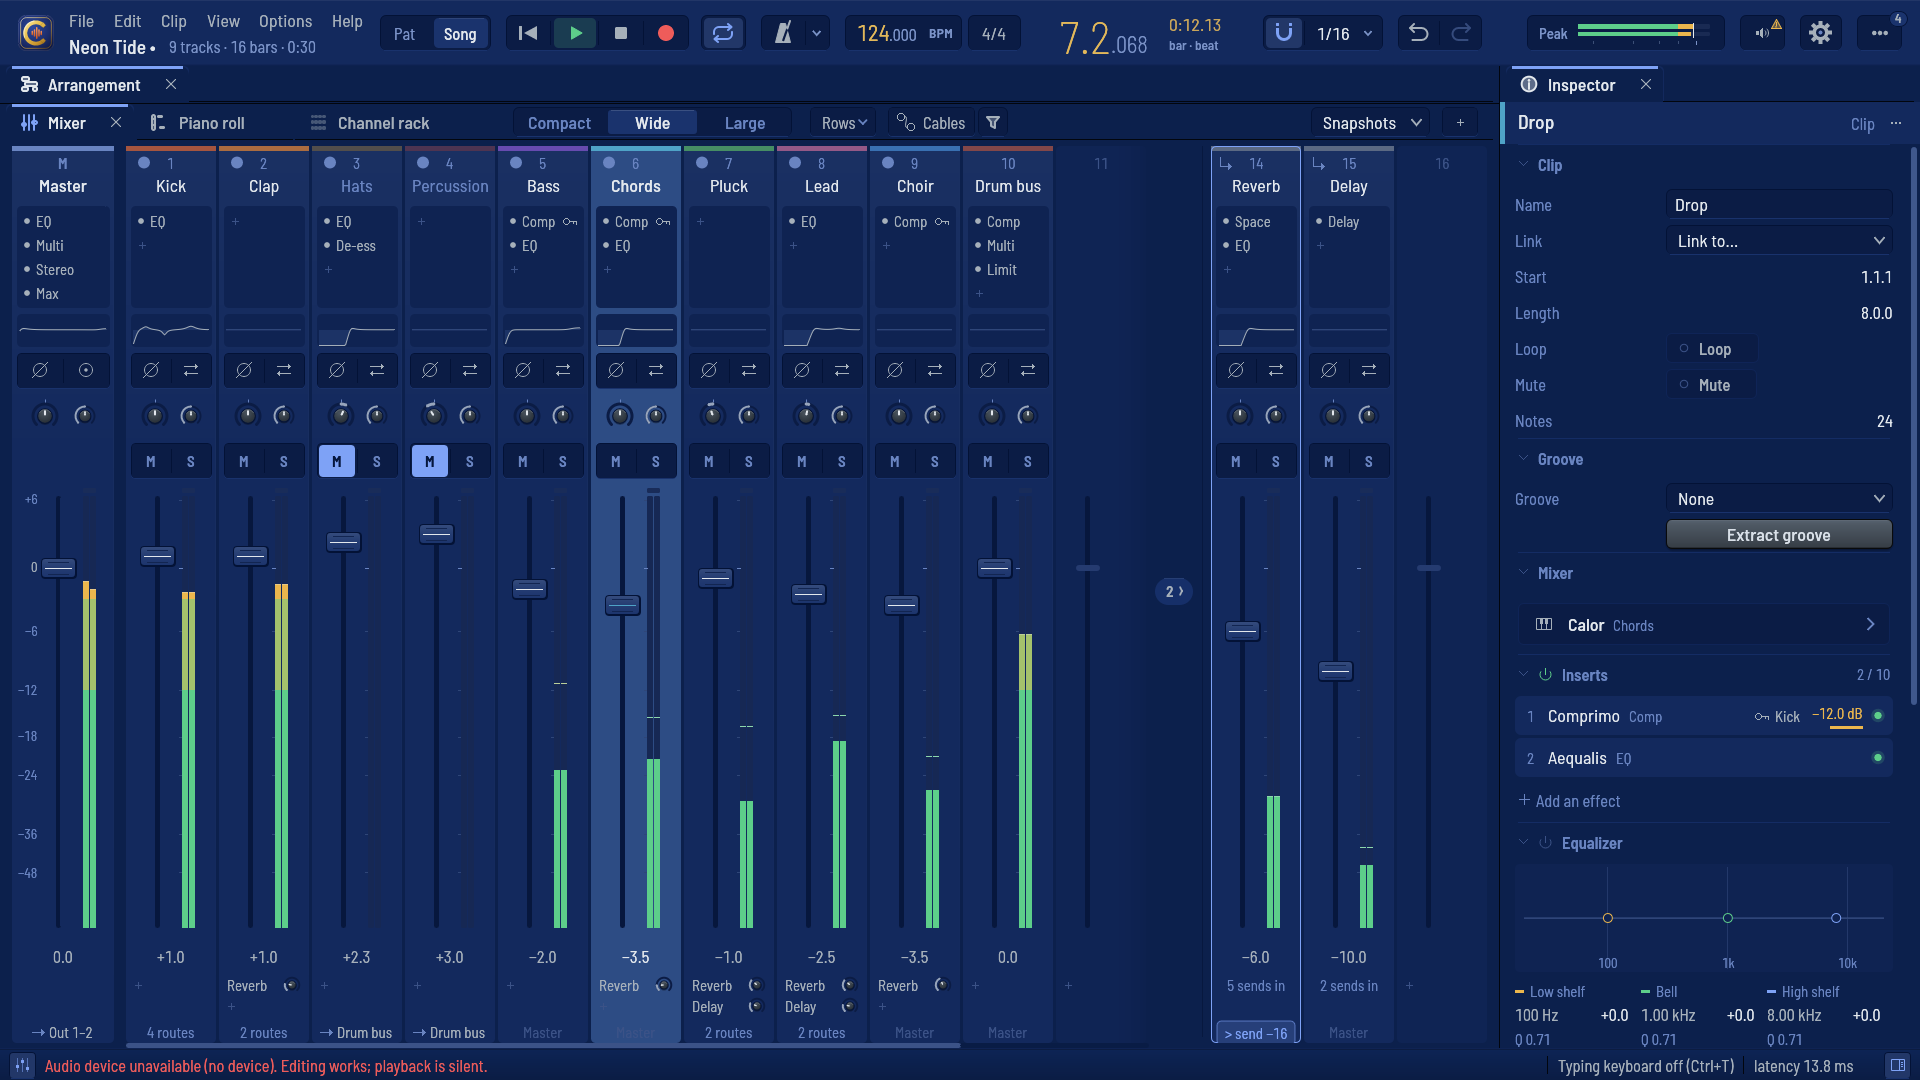 File Edit Clip View Options Help
Neon Tide •
9 tracks · 16 bars · 0:30
Pat Song
124.000 BPM
4/4
7.2.068
0:12.13
bar · beat
1/16
Peak
4
Arrangement
Inspector
Mixer
Piano roll
Channel rack
Compact Wide Large
Rows
Cables
Snapshots
+
Drop
Clip
M 1 2 3 4 5 6 7 8 9 10 11 14 15 16
Master Kick Clap Hats Percussion Bass Chords Pluck Lead Choir Drum bus Reverb Delay
EQ EQ + EQ + Comp Comp + EQ Comp Comp Space Delay
Multi + De-ess EQ EQ + + Multi EQ +
Stereo + + + Limit +
Max +
M S M S M S M S M S M S M S M S M S M S M S M S
+6
0
−6
−12
−18
−24
−36
−48
2
0.0 +1.0 +1.0 +2.3 +3.0 −2.0 −3.5 −1.0 −2.5 −3.5 0.0 −6.0 −10.0
+ Reverb + + + Reverb Reverb Reverb Reverb + + 5 sends in 2 sends in +
+ Delay Delay +
Out 1–2 4 routes 2 routes Drum bus Drum bus Master Master 2 routes 2 routes Master Master > send −16 Master
Clip
Name Drop
Link Link to...
Start 1.1.1
Length 8.0.0
Loop Loop
Mute Mute
Notes 24
Groove
Groove None
Extract groove
Mixer
Calor Chords
Inserts 2 / 10
1 Comprimo Comp Kick −12.0 dB
2 Aequalis EQ
+ Add an effect
Equalizer
100 1k 10k
Low shelf Bell High shelf
100 Hz +0.0 1.00 kHz +0.0 8.00 kHz +0.0
Q 0.71 Q 0.71 Q 0.71
Audio device unavailable (no device). Editing works; playback is silent.
Typing keyboard off (Ctrl+T)
latency 13.8 ms